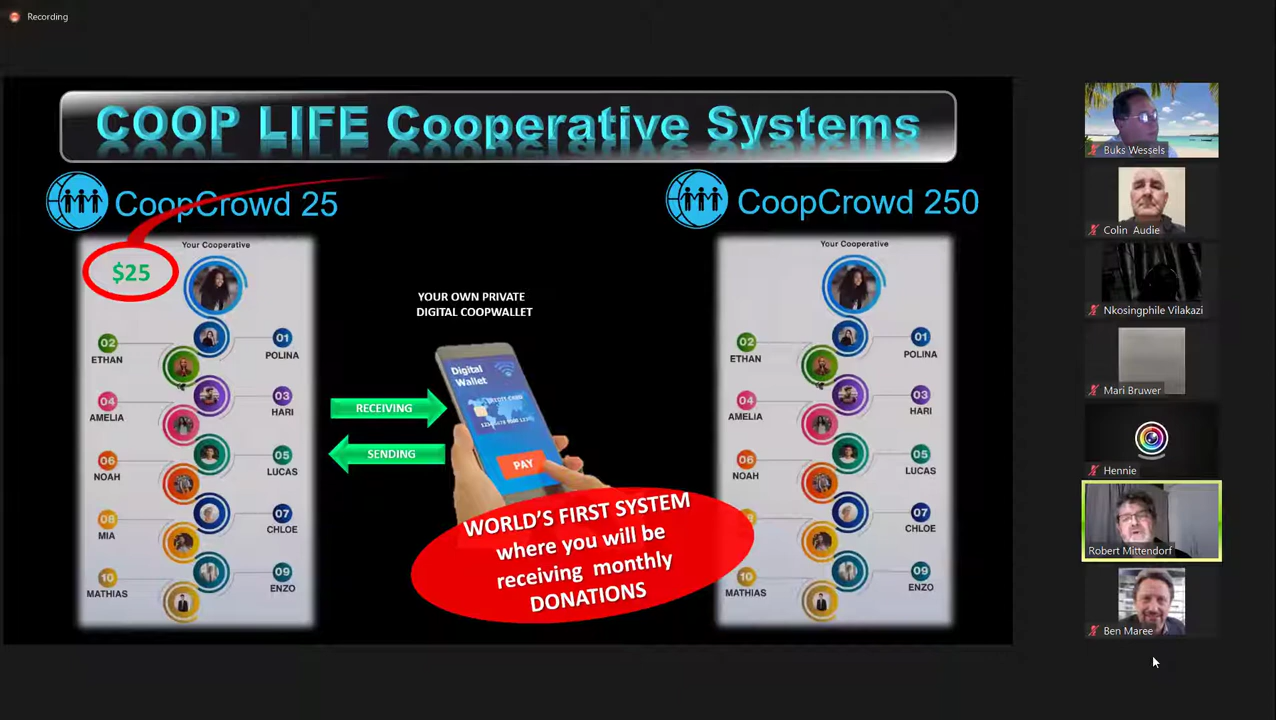 Recording
COOP LIFE Cooperative Systems
CoopCrowd 25
CoopCrowd 250
Your Cooperative
$25
02
ETHAN
01
POLINA
04
AMELIA
03
HARI
06
NOAH
05
LUCAS
08
MIA
07
CHLOE
10
MATHIAS
09
ENZO
YOUR OWN PRIVATE
DIGITAL COOPWALLET
RECEIVING
SENDING
Digital
Wallet
CREDIT CARD
PAY
WORLD'S FIRST SYSTEM
where you will be
receiving monthly
DONATIONS
Your Cooperative
02
ETHAN
01
POLINA
04
AMELIA
03
HARI
06
NOAH
05
LUCAS
07
CHLOE
10
MATHIAS
09
ENZO
Buks Wessels
Colin Audie
Nkosingphile Vilakazi
Mari Bruwer
Hennie
Robert Mittendorf
Ben Maree